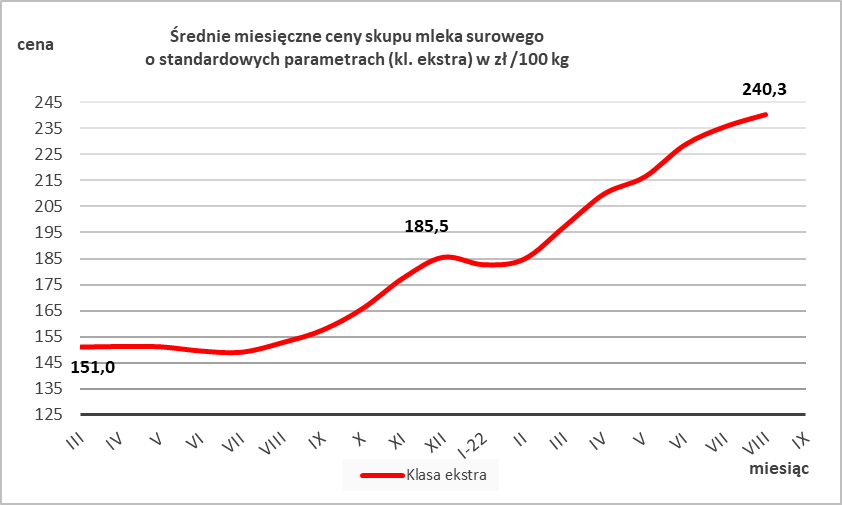 Średnie miesięczne ceny skupu mleka surowego
o standardowych parametrach (kl. ekstra) w zł /100 kg
cena
240,3
245
235
225
215
205
185,5
195
185
175
165
155
145
151,0
135
125
III IV V VI VII VIII IX X XI XII I-22 II III IV V VI VII VIII IX
miesiąc
Klasa ekstra